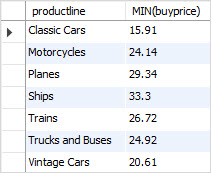 productline MIN(buyprice)
Classic Cars 15.91
Motorcycles 24.14
Planes 29.34
Ships 33.3
Trains 26.72
Trucks and Buses 24.92
Vintage Cars 20.61